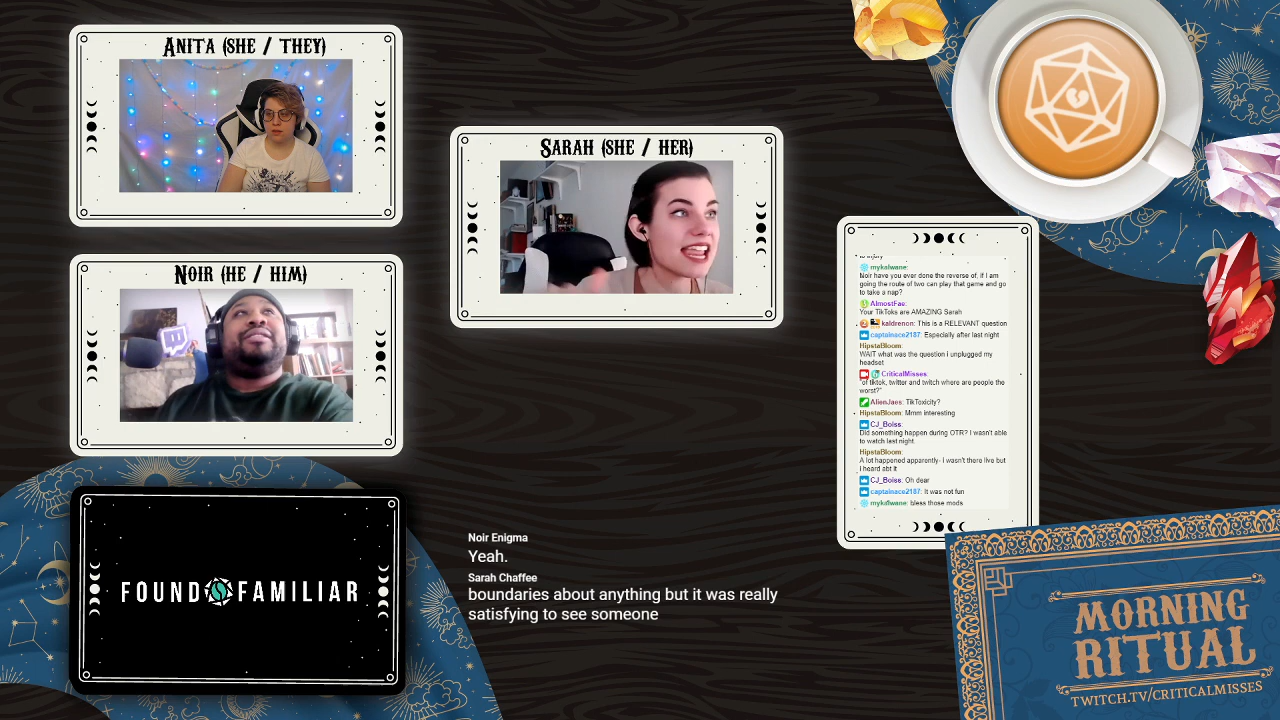 ANITA (SHE / THEY)
SARAH (SHE / HER)
NOIR (HE / HIM)
mykalwane:
Noir have you ever done the reverse of, if I am
going the route of two can play that game and go
to take a nap?
AlmostFae:
Your TikToks are AMAZING Sarah
kaldrenon: This is a RELEVANT question
captainace2187: Especially after last night
HipstaBloom:
WAIT what was the question i unplugged my
headset
CriticalMisses:
"of tiktok, twitter and twitch where are people the
worst?"
AlienJaes: TikToxicity?
HipstaBloom: Mmm interesting
CJ_Boiss:
Did something happen during OTR? I wasn't able
to watch last night.
HipstaBloom:
A lot happened apparently- i wasn't there live but
I heard abt it
CJ_Boiss: Oh dear
captainace2187: It was not fun
mykalwane: bless those mods
FOUND FAMILIAR
Noir Enigma
Yeah.
Sarah Chaffee
boundaries about anything but it was really
satisfying to see someone
MORNING
RITUAL
TWITCH.TV/CRITICALMISSES